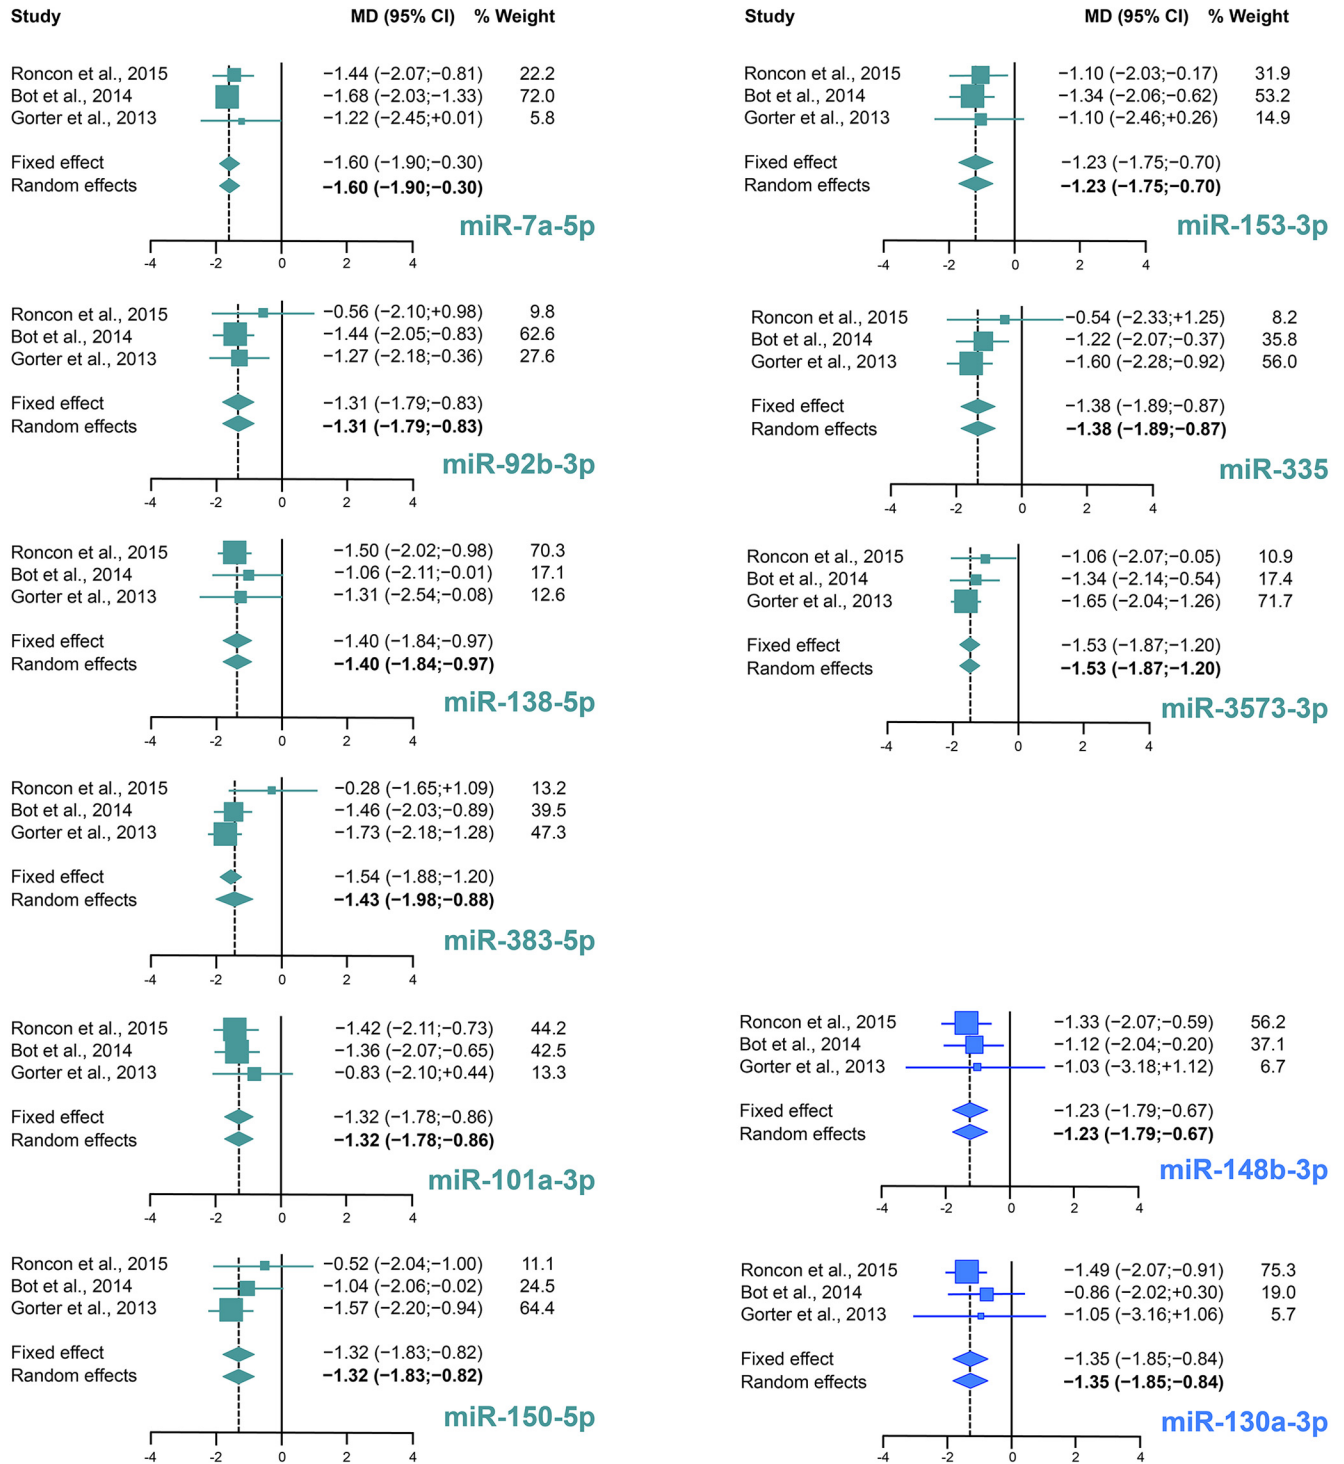 Study MD (95% CI) % Weight
Roncon et al., 2015 −1.44 (−2.07;−0.81) 22.2
Bot et al., 2014 −1.68 (−2.03;−1.33) 72.0
Gorter et al., 2013 −1.22 (−2.45;+0.01) 5.8
Fixed effect −1.60 (−1.90;−0.30)
Random effects −1.60 (−1.90;−0.30)
miR-7a-5p
-4 -2 0 2 4
Roncon et al., 2015 −0.56 (−2.10;+0.98) 9.8
Bot et al., 2014 −1.44 (−2.05;−0.83) 62.6
Gorter et al., 2013 −1.27 (−2.18;−0.36) 27.6
Fixed effect −1.31 (−1.79;−0.83)
Random effects −1.31 (−1.79;−0.83)
miR-92b-3p
-4 -2 0 2 4
Roncon et al., 2015 −1.50 (−2.02;−0.98) 70.3
Bot et al., 2014 −1.06 (−2.11;−0.01) 17.1
Gorter et al., 2013 −1.31 (−2.54;−0.08) 12.6
Fixed effect −1.40 (−1.84;−0.97)
Random effects −1.40 (−1.84;−0.97)
miR-138-5p
-4 -2 0 2 4
Roncon et al., 2015 −0.28 (−1.65;+1.09) 13.2
Bot et al., 2014 −1.46 (−2.03;−0.89) 39.5
Gorter et al., 2013 −1.73 (−2.18;−1.28) 47.3
Fixed effect −1.54 (−1.88;−1.20)
Random effects −1.43 (−1.98;−0.88)
miR-383-5p
-4 -2 0 2 4
Roncon et al., 2015 −1.42 (−2.11;−0.73) 44.2
Bot et al., 2014 −1.36 (−2.07;−0.65) 42.5
Gorter et al., 2013 −0.83 (−2.10;+0.44) 13.3
Fixed effect −1.32 (−1.78;−0.86)
Random effects −1.32 (−1.78;−0.86)
miR-101a-3p
-4 -2 0 2 4
Roncon et al., 2015 −0.52 (−2.04;−1.00) 11.1
Bot et al., 2014 −1.04 (−2.06;−0.02) 24.5
Gorter et al., 2013 −1.57 (−2.20;−0.94) 64.4
Fixed effect −1.32 (−1.83;−0.82)
Random effects −1.32 (−1.83;−0.82)
miR-150-5p
-4 -2 0 2 4
Study MD (95% CI) % Weight
Roncon et al., 2015 −1.10 (−2.03;−0.17) 31.9
Bot et al., 2014 −1.34 (−2.06;−0.62) 53.2
Gorter et al., 2013 −1.10 (−2.46;+0.26) 14.9
Fixed effect −1.23 (−1.75;−0.70)
Random effects −1.23 (−1.75;−0.70)
miR-153-3p
-4 -2 0 2 4
Roncon et al., 2015 −0.54 (−2.33;+1.25) 8.2
Bot et al., 2014 −1.22 (−2.07;−0.37) 35.8
Gorter et al., 2013 −1.60 (−2.28;−0.92) 56.0
Fixed effect −1.38 (−1.89;−0.87)
Random effects −1.38 (−1.89;−0.87)
miR-335
-4 -2 0 2 4
Roncon et al., 2015 −1.06 (−2.07;−0.05) 10.9
Bot et al., 2014 −1.34 (−2.14;−0.54) 17.4
Gorter et al., 2013 −1.65 (−2.04;−1.26) 71.7
Fixed effect −1.53 (−1.87;−1.20)
Random effects −1.53 (−1.87;−1.20)
miR-3573-3p
-4 -2 0 2 4
Roncon et al., 2015 −1.33 (−2.07;−0.59) 56.2
Bot et al., 2014 −1.12 (−2.04;−0.20) 37.1
Gorter et al., 2013 −1.03 (−3.18;+1.12) 6.7
Fixed effect −1.23 (−1.79;−0.67)
Random effects −1.23 (−1.79;−0.67)
miR-148b-3p
-4 -2 0 2 4
Roncon et al., 2015 −1.49 (−2.07;−0.91) 75.3
Bot et al., 2014 −0.86 (−2.02;+0.30) 19.0
Gorter et al., 2013 −1.05 (−3.16;+1.06) 5.7
Fixed effect −1.35 (−1.85;−0.84)
Random effects −1.35 (−1.85;−0.84)
miR-130a-3p
-4 -2 0 2 4